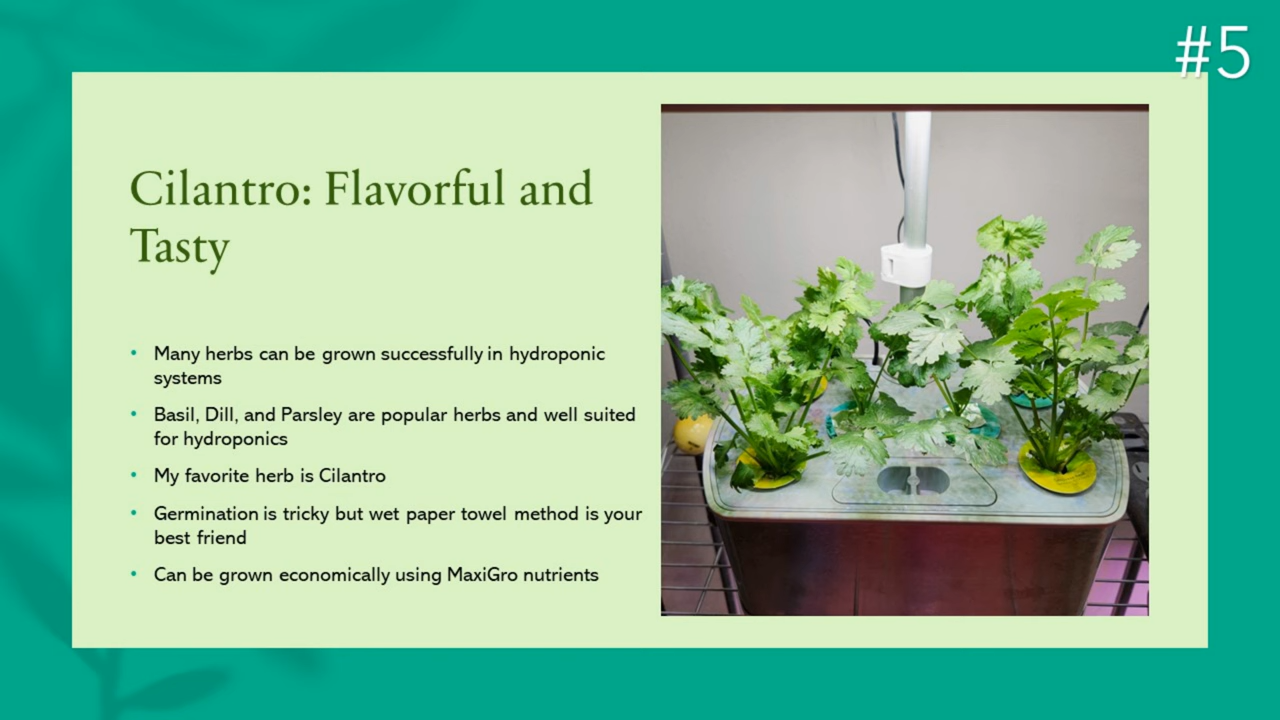 #5
Cilantro: Flavorful and
Tasty
• Many herbs can be grown successfully in hydroponic
systems
• Basil, Dill, and Parsley are popular herbs and well suited
for hydroponics
• My favorite herb is Cilantro
• Germination is tricky but wet paper towel method is your
best friend
• Can be grown economically using MaxiGro nutrients